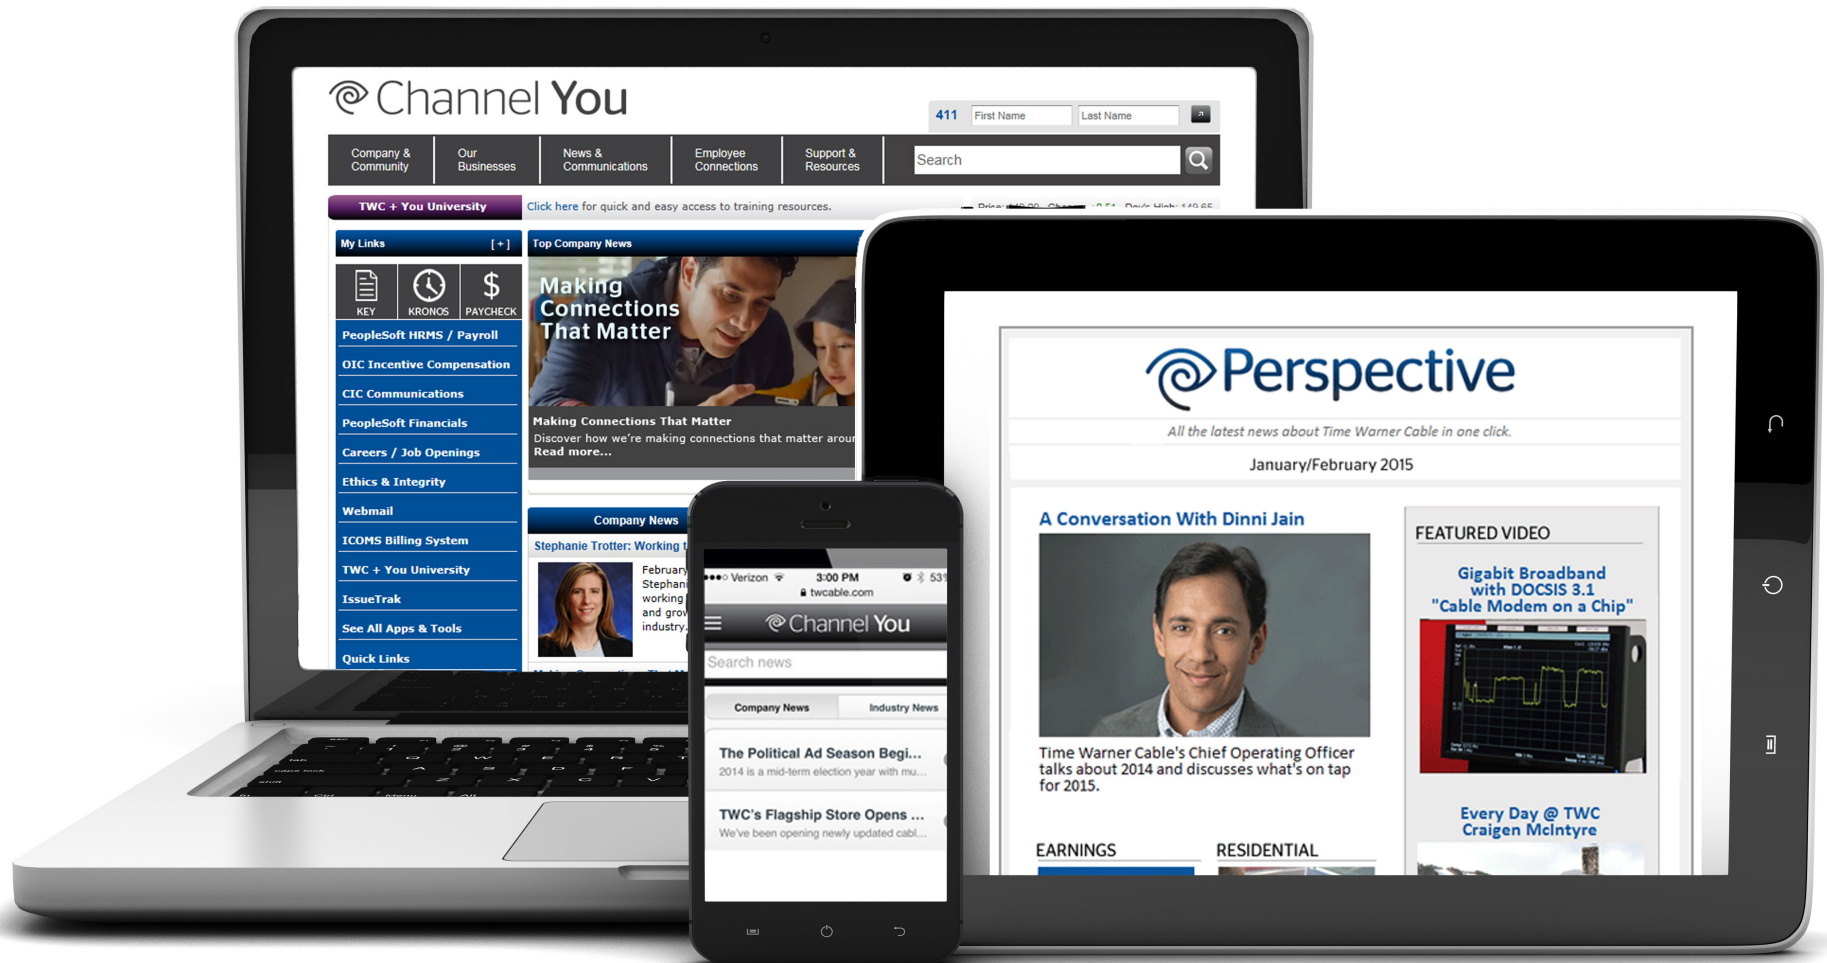 Channel You
411
First Name
Last Name
Company &
Community
Our
Businesses
News &
Communications
Employee
Connections
Support &
Resources
Search
TWC + You University
Click here for quick and easy access to training resources.
Day's High: 149.65
My Links
[ + ]
Top Company News
KEY
KRONOS
$
PAYCHECK
Making
Connections
That Matter
PeopleSoft HRMS / Payroll
OIC Incentive Compensation
CIC Communications
PeopleSoft Financials
Careers / Job Openings
Ethics & Integrity
Webmail
ICOMS Billing System
TWC + You University
IssueTrak
See All Apps & Tools
Quick Links
Making Connections That Matter
Discover how we're making connections that matter
Read more...
Company News
Stephanie Trotter: Working
February
working
industry.
Verizon
3:00 PM
twcable.com
Channel You
Search news
Company News
Industry News
The Political Ad Season Begi...
2014 is a mid-term election year with mu...
TWC's Flagship Store Opens ...
We've been opening newly updated cabl...
Perspective
All the latest news about Time Warner Cable in one click.
January/February 2015
A Conversation With Dinni Jain
Time Warner Cable's Chief Operating Officer
talks about 2014 and discusses what's on tap
for 2015.
EARNINGS
RESIDENTIAL
FEATURED VIDEO
Gigabit Broadband
with DOCSIS 3.1
"Cable Modem on a Chip"
Every Day @ TWC
Craigen McIntyre